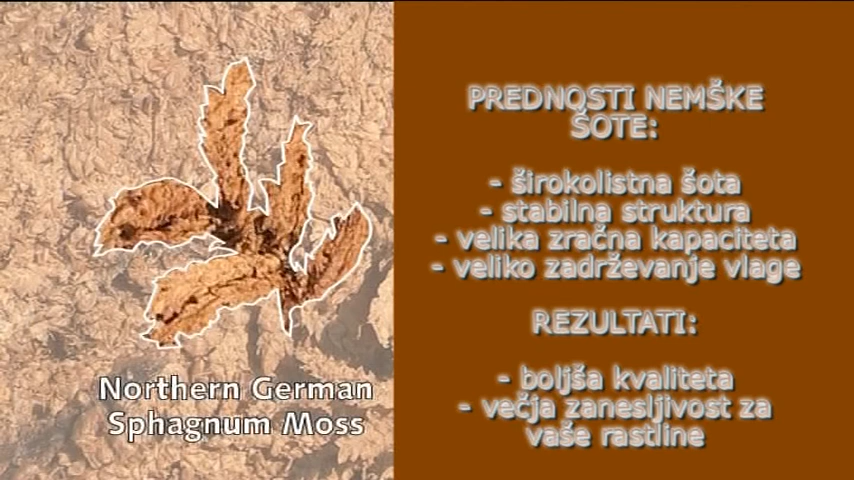 Northern German
Sphagnum Moss
PREDNOSTI NEMŠKE
ŠOTE:
- širokolistna šota
- stabilna struktura
- velika zračna kapaciteta
- veliko zadrževanje vlage
REZULTATI:
- boljša kvaliteta
- večja zanesljivost za
vaše rastline